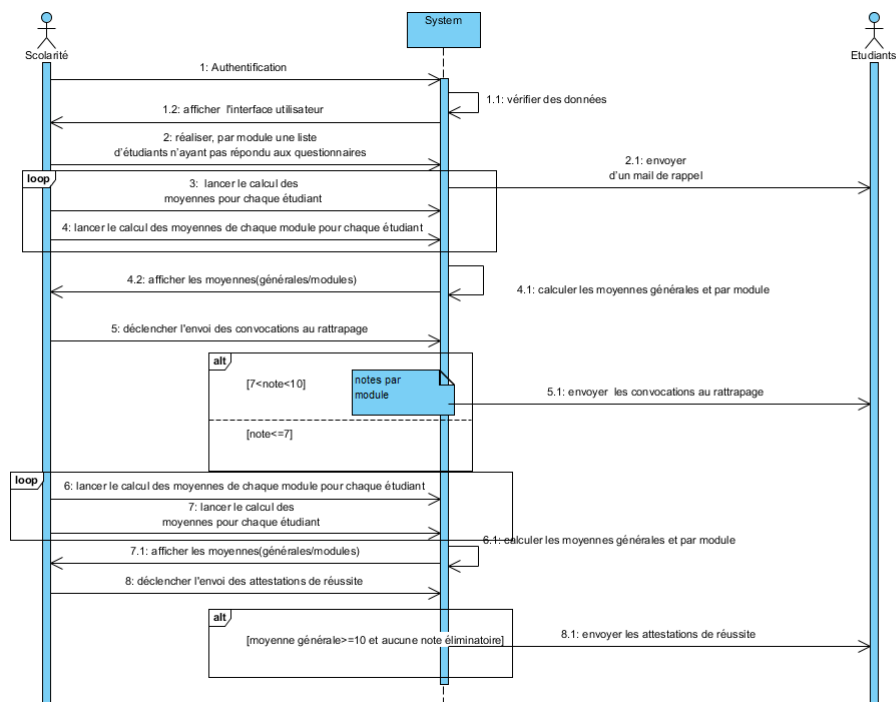 System
Scolarité
Etudiants
1: Authentification
1.1: vérifier des données
1.2: afficher l'interface utilisateur
2: réaliser, par module une liste
d'étudiants n'ayant pas répondu aux questionnaires
2.1: envoyer
d'un mail de rappel
loop
3: lancer le calcul des
moyennes pour chaque étudiant
4: lancer le calcul des moyennes de chaque module pour chaque étudiant
4.2: afficher les moyennes(générales/modules)
4.1: calculer les moyennes générales et par module
5: déclencher l'envoi des convocations au rattrapage
alt
[7<note<10]
notes par
module
5.1: envoyer les convocations au rattrapage
[note<=7]
loop
6: lancer le calcul des moyennes de chaque module pour chaque étudiant
7: lancer le calcul des
moyennes pour chaque étudiant
6.1: calculer les moyennes générales et par module
7.1: afficher les moyennes(générales/modules)
8: déclencher l'envoi des attestations de réussite
alt
[moyenne générale>=10 et aucune note éliminatoire]
8.1: envoyer les attestations de réussite